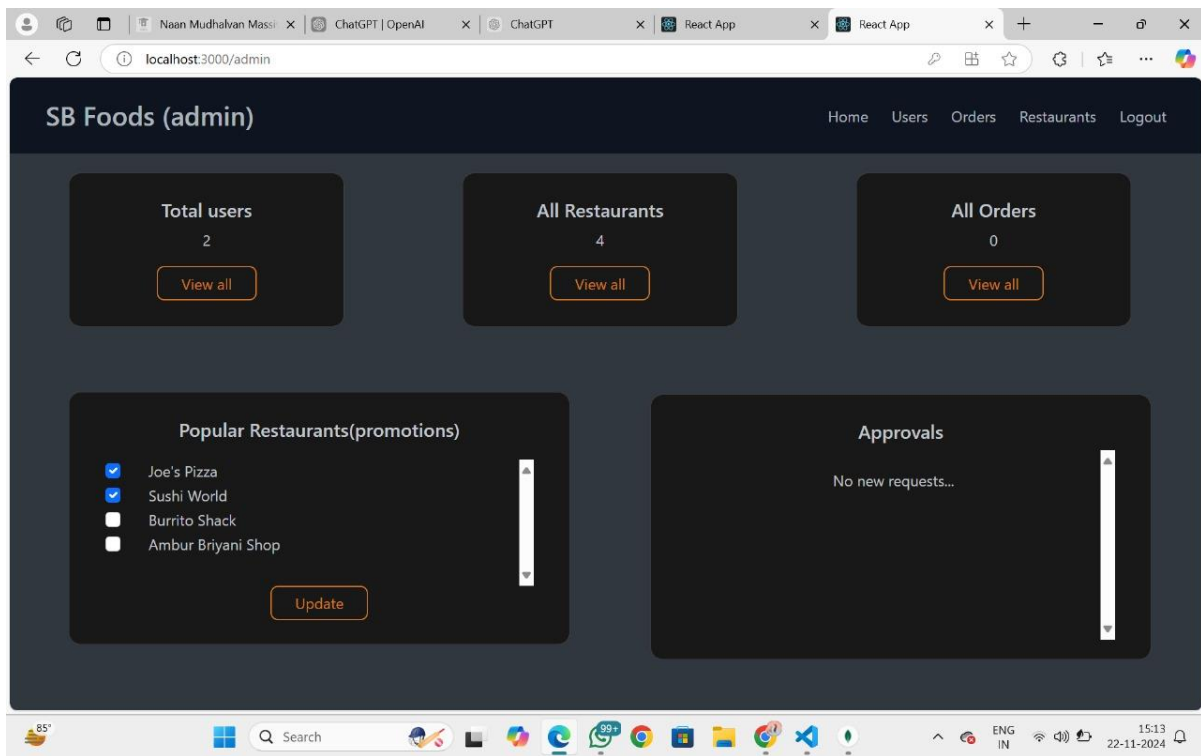 Naan Mudhalvan Massi
ChatGPT | OpenAI
ChatGPT
React App
React App
localhost:3000/admin
SB Foods (admin)
Home Users Orders Restaurants Logout
Total users
2
View all
All Restaurants
4
View all
All Orders
0
View all
Popular Restaurants(promotions)
Joe's Pizza
Sushi World
Burrito Shack
Ambur Briyani Shop
Update
Approvals
No new requests...
85°
Search
99+
ENG
IN
15:13
22-11-2024